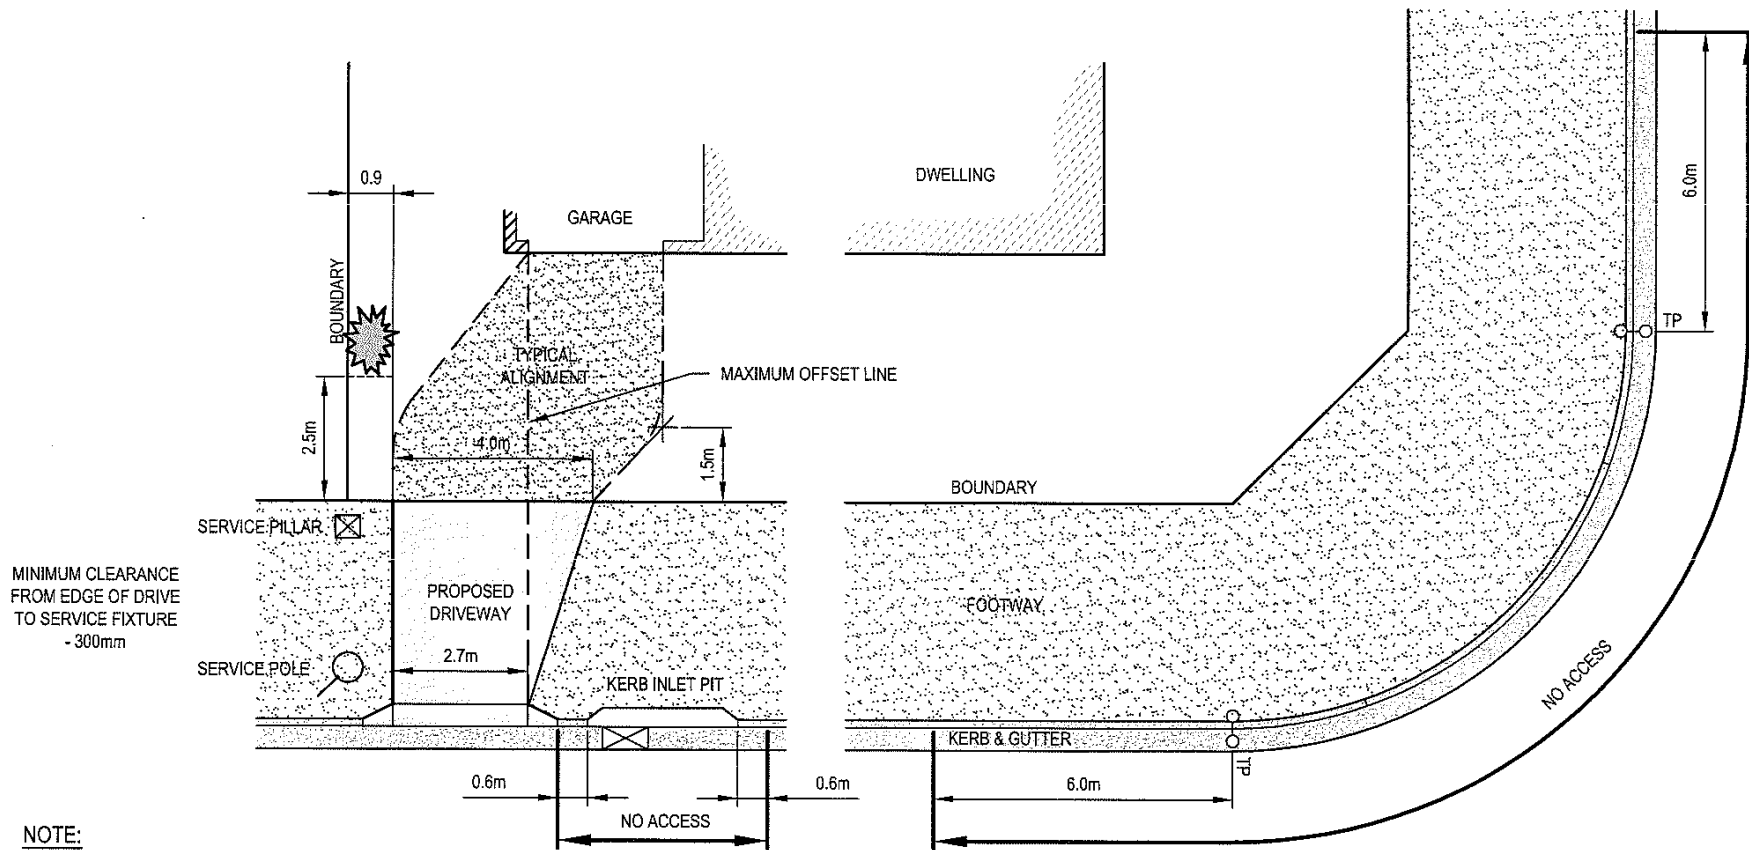 0.9
GARAGE
DWELLING
6.0m
BOUNDARY
TP
TYPICAL
ALIGNMENT
MAXIMUM OFFSET LINE
2.5m
4.0m
1.5m
BOUNDARY
SERVICE PILLAR
MINIMUM CLEARANCE
FROM EDGE OF DRIVE
TO SERVICE FIXTURE
- 300mm
PROPOSED
DRIVEWAY
FOOTWAY
SERVICE POLE
2.7m
KERB INLET PIT
NO ACCESS
KERB & GUTTER
TP
0.6m
0.6m
6.0m
NO ACCESS
NOTE: